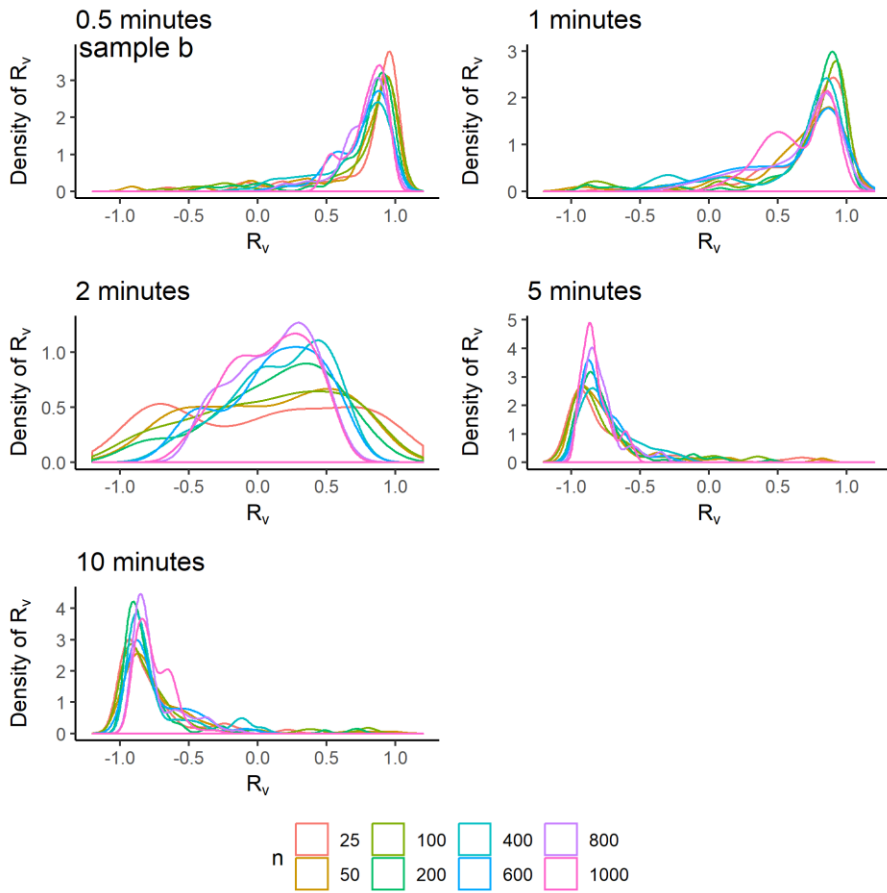 0.5 minutes
sample b
Density of Rv
3
2
1
0
-1.0 -0.5 0.0 0.5 1.0
Rv
1 minute
Density of Rv
3
2
1
0
-1.0 -0.5 0.0 0.5 1.0
Rv
2 minutes
Density of Rv
1.0
0.5
0.0
-1.0 -0.5 0.0 0.5 1.0
Rv
5 minutes
Density of Rv
5
4
3
2
1
0
-1.0 -0.5 0.0 0.5 1.0
Rv
10 minutes
Density of Rv
4
3
2
1
0
-1.0 -0.5 0.0 0.5 1.0
Rv
n
25 100 400 800
50 200 600 1000